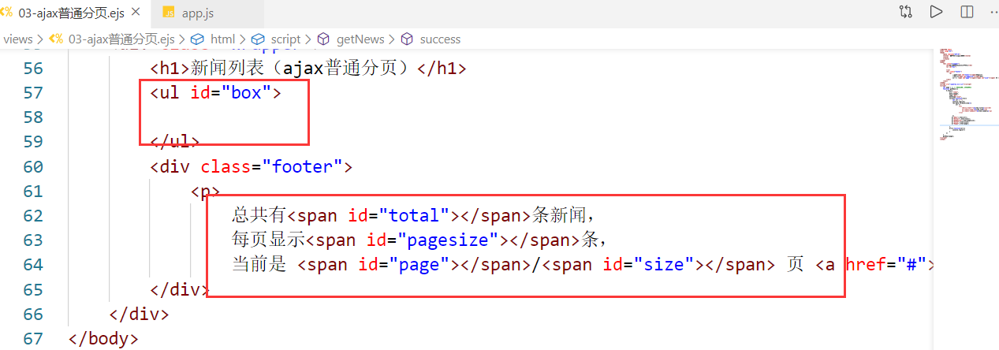 03-ajax普通分页.ejs × JS app.js
views > 03-ajax普通分页.ejs > html > script > getNews > success
56 <h1>新闻列表（ajax普通分页）</h1>
57 <ul id="box">
58
59 </ul>
60 <div class="footer">
61 <p>
62 总共有<span id="total"></span>条新闻，
63 每页显示<span id="pagesize"></span>条，
64 当前是 <span id="page"></span>/<span id="size"></span> 页 <a href="#">
65 </div>
66 </div>
67 </body>